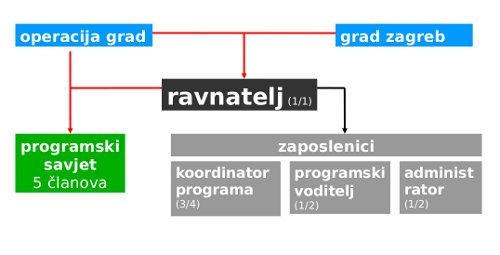 operacija grad
grad zagreb
ravnatelj (1/1)
programski
savjet
5 članova
zaposlenici
koordinator
programa
(3/4)
programski
voditelj
(1/2)
administ
rator
(1/2)